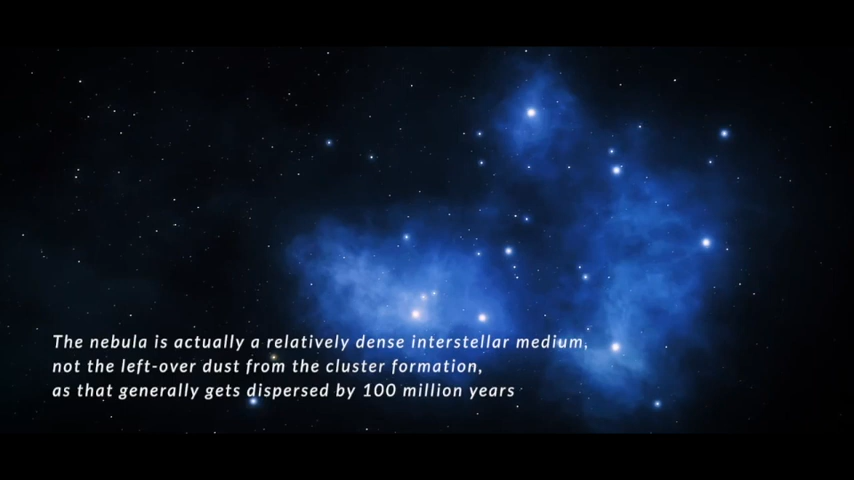 The nebula is actually a relatively dense interstellar medium,
not the left-over dust from the cluster formation,
as that generally gets dispersed by 100 million years